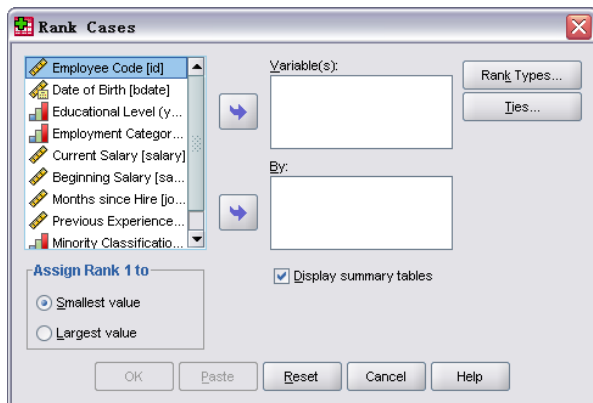 Rank Cases
Employee Code [id]
Date of Birth [bdate]
Educational Level (y...
Employment Categor...
Current Salary [salary]
Beginning Salary [sa...
Months since Hire [jo...
Previous Experience...
Minority Classificatio...
Variable(s):
By:
Rank Types...
Ties...
Display summary tables
Assign Rank 1 to
Smallest value
Largest value
OK
Paste
Reset
Cancel
Help